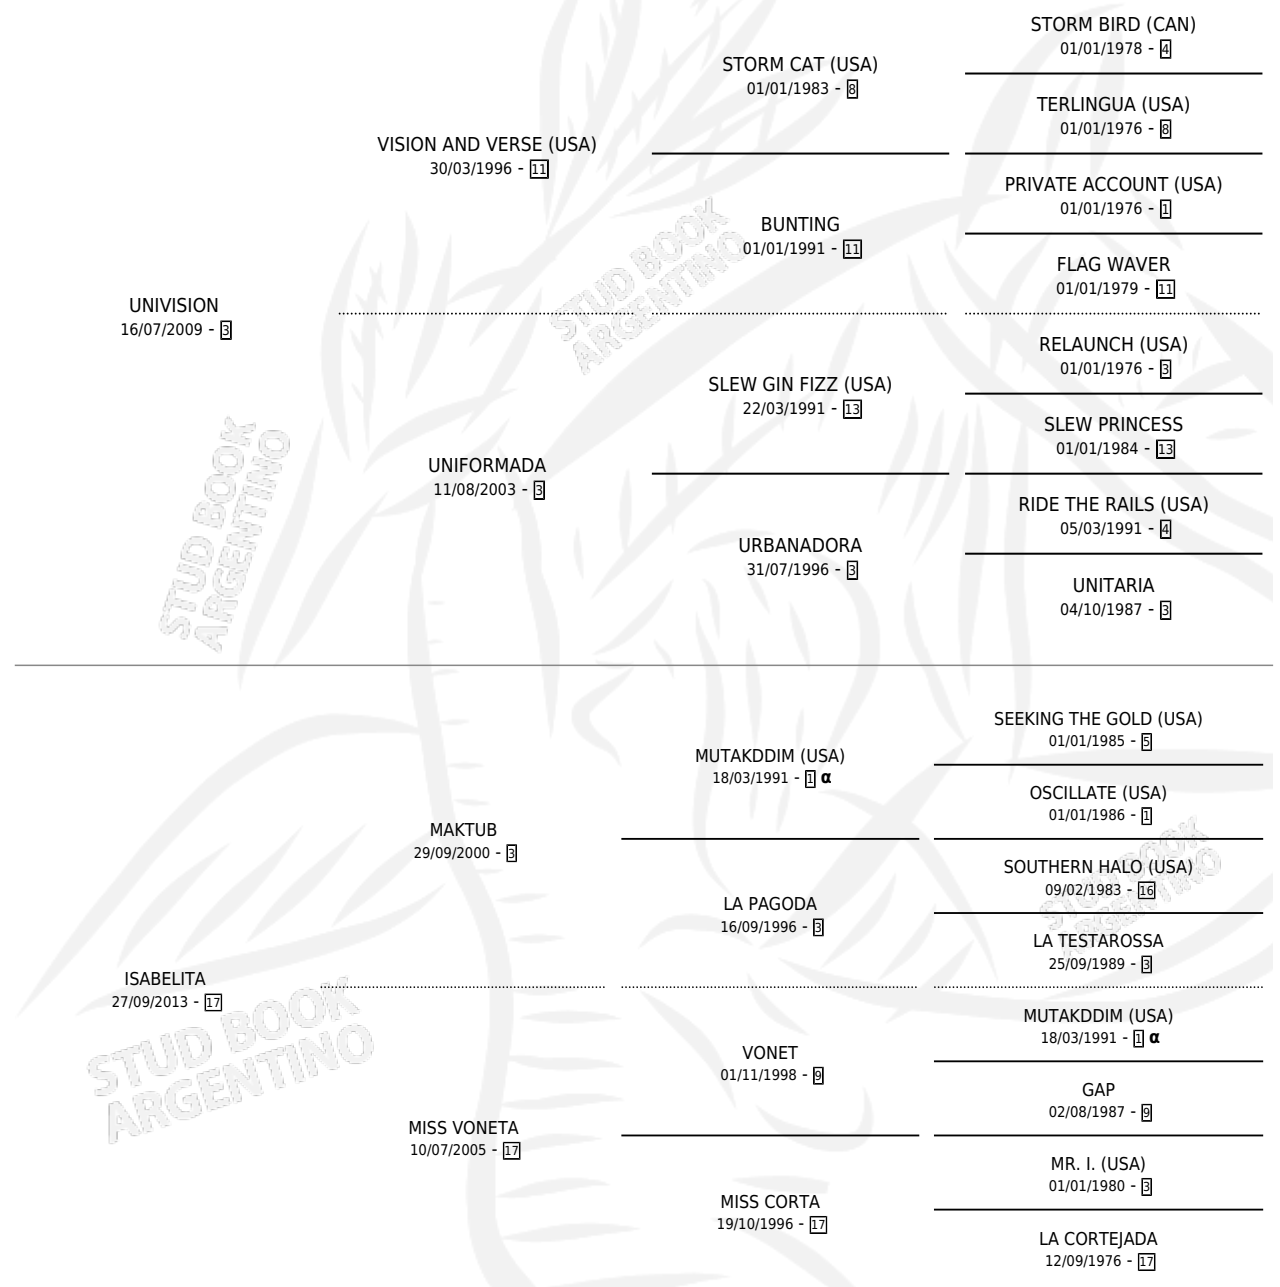 STORM BIRD (CAN)
01/01/1978 - 4
STORM CAT (USA)
01/01/1983 - 8
TERLINGUA (USA)
01/01/1976 - 8
VISION AND VERSE (USA)
30/03/1996 - 11
PRIVATE ACCOUNT (USA)
01/01/1976 - 1
BUNTING
01/01/1991 - 11
FLAG WAVER
01/01/1979 - 11
UNIVISION
16/07/2009 - 3
RELAUNCH (USA)
01/01/1976 - 3
SLEW GIN FIZZ (USA)
22/03/1991 - 13
SLEW PRINCESS
01/01/1984 - 13
UNIFORMADA
11/08/2003 - 3
RIDE THE RAILS (USA)
05/03/1991 - 4
URBANADORA
31/07/1996 - 3
UNITARIA
04/10/1987 - 3
STUD BOOK
ARGENTINO
STUD BOOK
ARGENTINO
SEEKING THE GOLD (USA)
01/01/1985 - 5
MUTAKDDIM (USA)
18/03/1991 - 1 α
OSCILLATE (USA)
01/01/1986 - 1
MAKTUB
29/09/2000 - 3
SOUTHERN HALO (USA)
09/02/1983 - 16
LA PAGODA
16/09/1996 - 3
LA TESTAROSSA
25/09/1989 - 3
ISABELITA
27/09/2013 - 17
MUTAKDDIM (USA)
18/03/1991 - 1 α
VONET
01/11/1998 - 9
GAP
02/08/1987 - 9
MISS VONETA
10/07/2005 - 17
MR. I. (USA)
01/01/1980 - 3
MISS CORTA
19/10/1996 - 17
LA CORTEJADA
12/09/1976 - 17
STUD BOOK
ARGENTINO
STUD BOOK
ARGENTINO